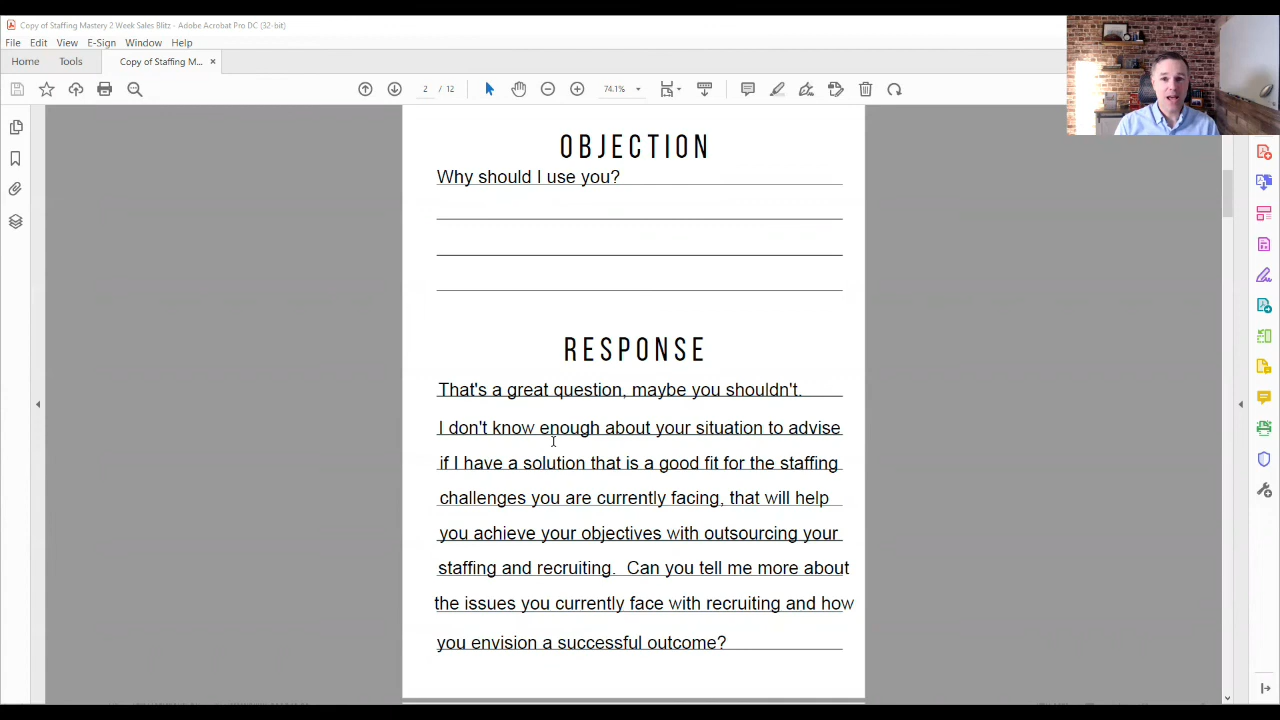 Copy of Staffing Mastery 2 Week Sales Blitz - Adobe Acrobat Pro DC (32-bit)
File Edit View E-Sign Window Help
Home Tools Copy of Staffing M... ×
12 74.1%
OBJECTION
Why should I use you?
RESPONSE
That's a great question, maybe you shouldn't.
I don't know enough about your situation to advise
if I have a solution that is a good fit for the staffing
challenges you are currently facing, that will help
you achieve your objectives with outsourcing your
staffing and recruiting. Can you tell me more about
the issues you currently face with recruiting and how
you envision a successful outcome?